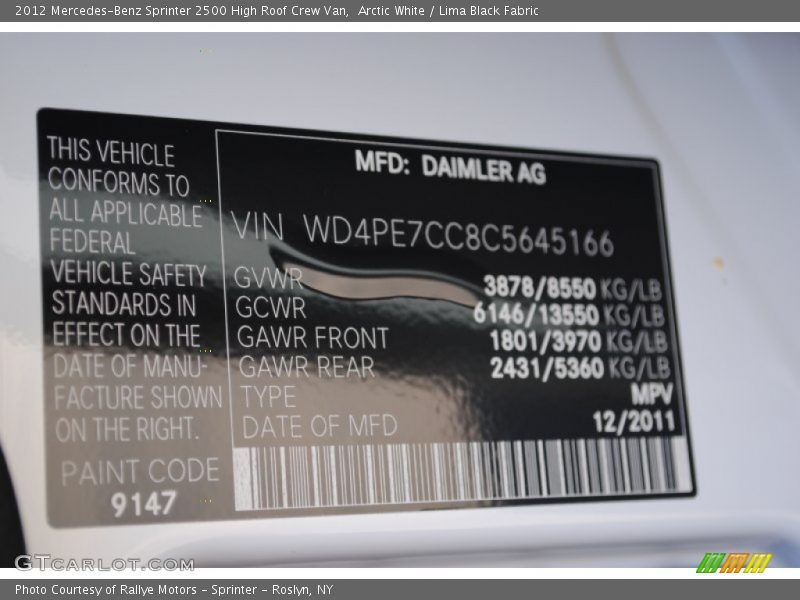 2012 Mercedes-Benz Sprinter 2500 High Roof Crew Van,  Arctic White / Lima Black Fabric
THIS VEHICLE
CONFORMS TO
ALL APPLICABLE
FEDERAL
VEHICLE SAFETY
STANDARDS IN
EFFECT ON THE
DATE OF MANU-
FACTURE SHOWN
ON THE RIGHT.
PAINT CODE
9147
MFD: DAIMLER AG
VIN WD4PE7CC8C5645166
GVWR 3878/8550 KG/LB
GCWR 6146/13550 KG/LB
GAWR FRONT 1801/3970 KG/LB
GAWR REAR 2431/5360 KG/LB
TYPE MPV
DATE OF MFD 12/2011
GTCARLOT.COM
Photo Courtesy of Rallye Motors - Sprinter - Roslyn, NY